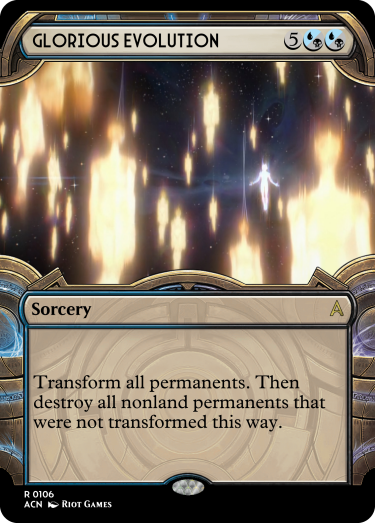 GLORIOUS EVOLUTION 5
Sorcery
Transform all permanents. Then
destroy all nonland permanents that
were not transformed this way.
R 0106
ACN Riot Games